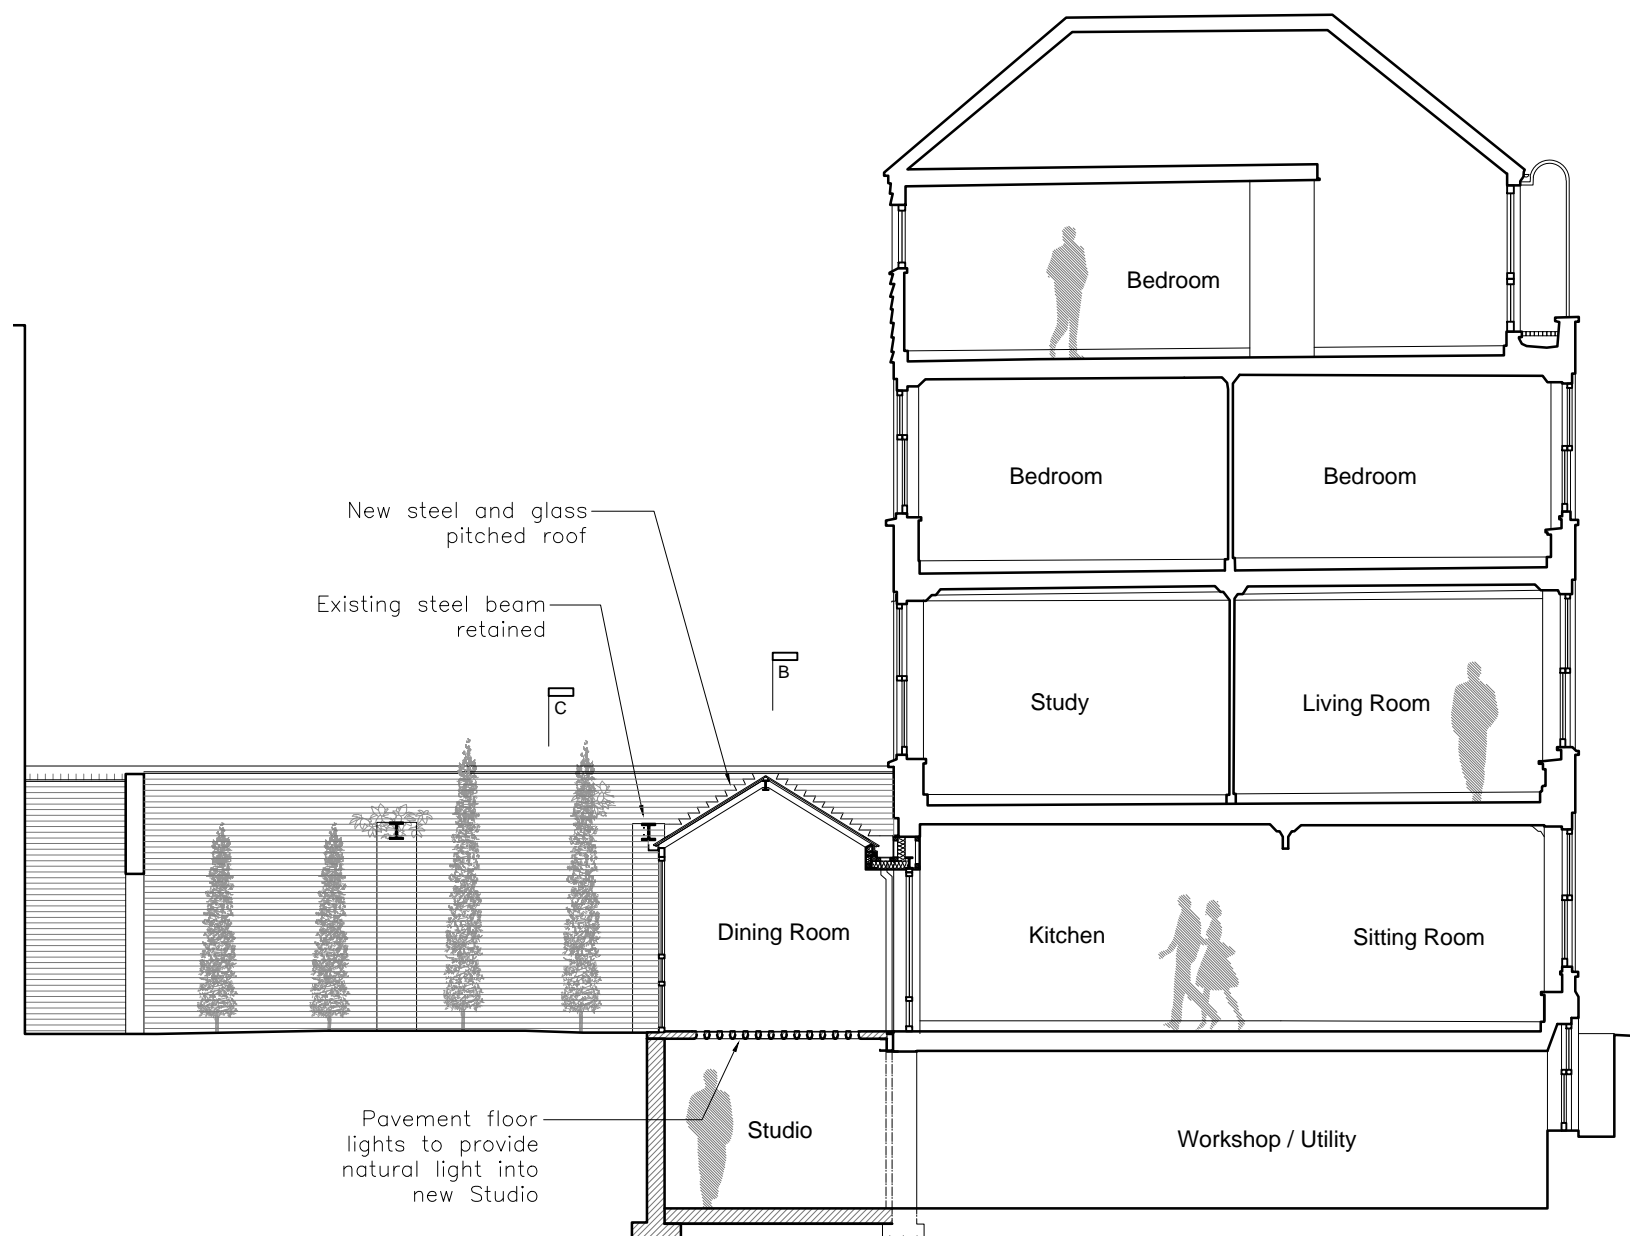 Bedroom
Bedroom
Bedroom
New steel and glass
pitched roof
Existing steel beam
retained
B
C
Study
Living Room
Dining Room
Kitchen
Sitting Room
Pavement floor
lights to provide
natural light into
new Studio
Studio
Workshop / Utility